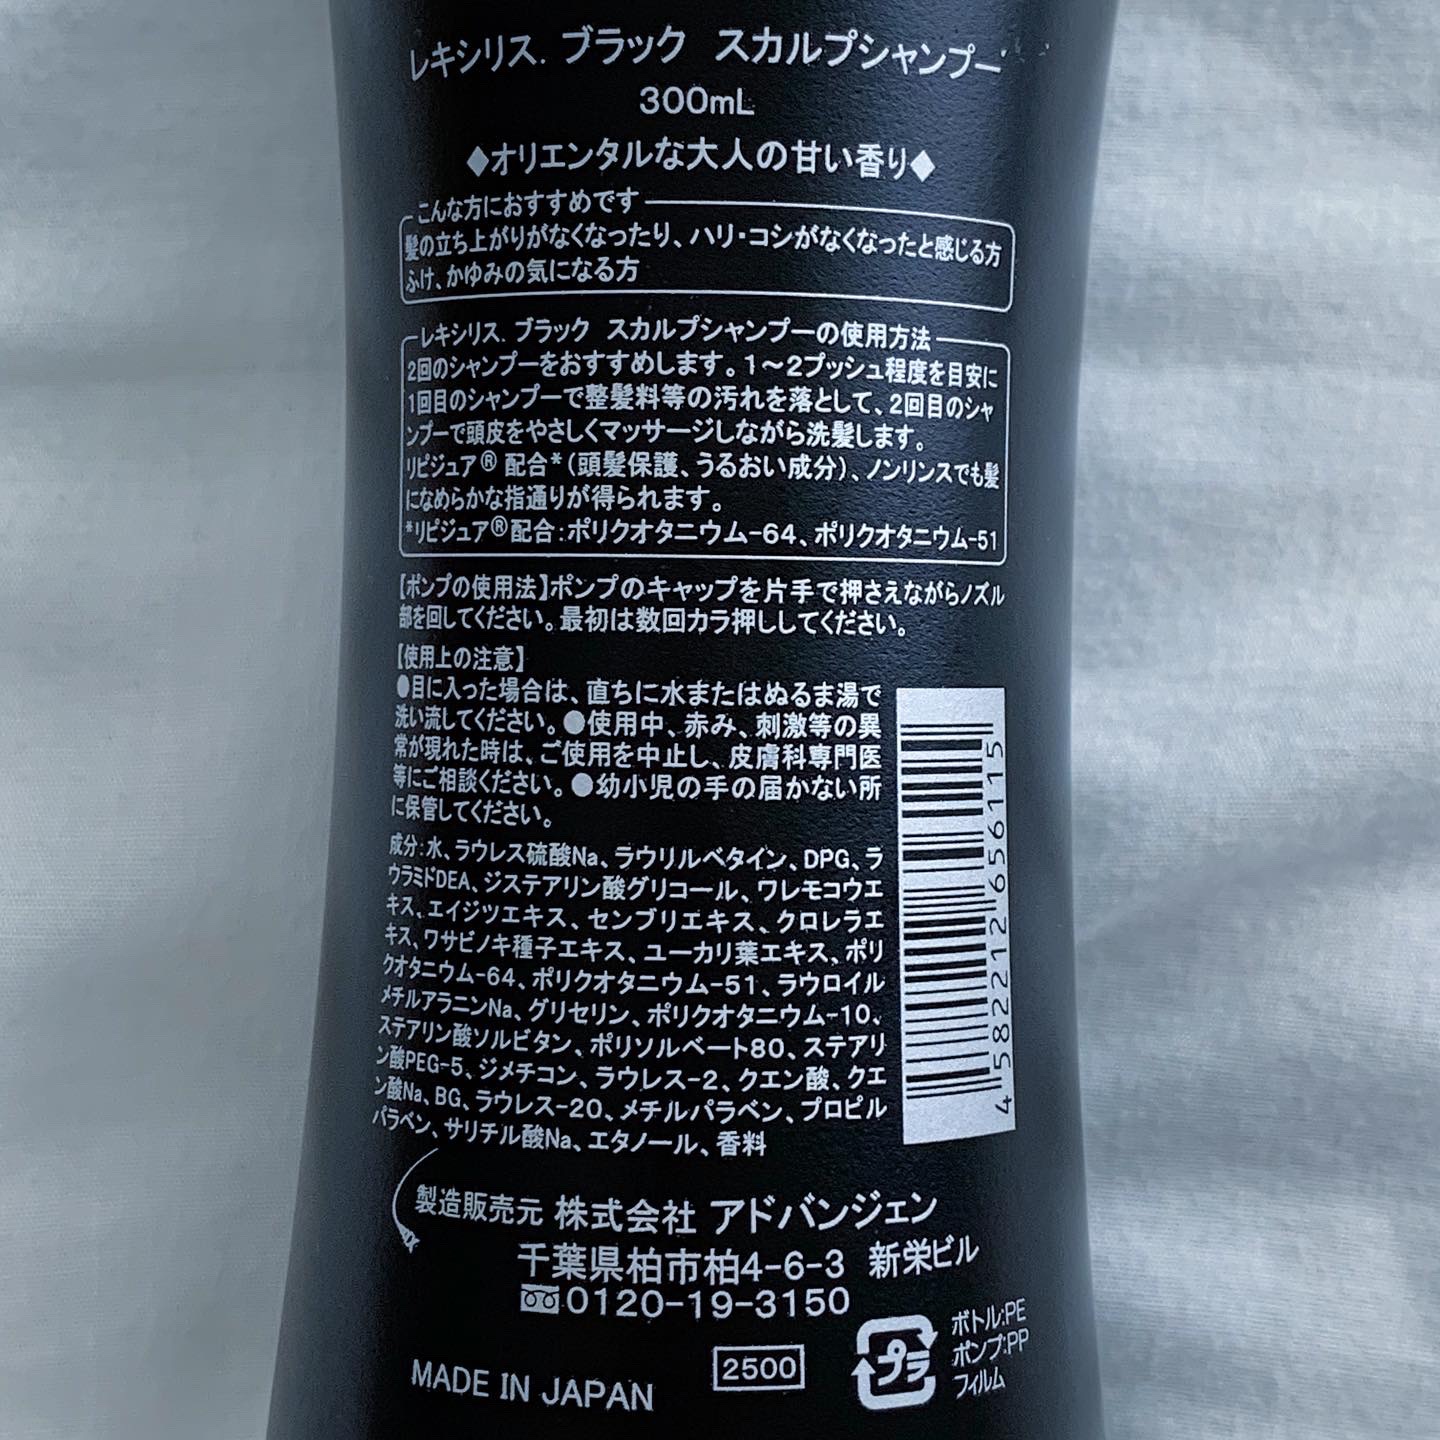 レキシリス．ブラック　スカルプシャンプー
300mL
◆オリエンタルな大人の甘い香り◆
こんな方におすすめです
髪の立ち上がりがなくなったり、ハリ・コシがなくなったと感じる方
ふけ、かゆみの気になる方
レキシリス．ブラック　スカルプシャンプーの使用方法
2回のシャンプーをおすすめします。1～2プッシュ程度を目安に
1回目のシャンプーで整髪料等の汚れを落として、2回目のシャ
ンプーで頭皮をやさしくマッサージしながら洗髪します。
リピジュア®配合*(頭髪保護、うるおい成分)、ノンリンスでも髪
になめらかな指通りが得られます。
*リピジュア®配合:ポリクオタニウム-64、ポリクオタニウム-51
【ポンプの使用法】ポンプのキャップを片手で押さえながらノズル
部を回してください。最初は数回カラ押ししてください。
【使用上の注意】
●目に入った場合は、直ちに水またはぬるま湯で
洗い流してください。●使用中、赤み、刺激等の異
常が現れた時は、ご使用を中止し、皮膚科専門医
等にご相談ください。●幼小児の手の届かない所
に保管してください。
成分:水、ラウレス硫酸Na、ラウリルベタイン、DPG、ラ
ウラミドDEA、ジステアリン酸グリコール、ワレモコウエ
キス、エイジツエキス、センブリエキス、クロレラエ
キス、ワサビノキ種子エキス、ユーカリ葉エキス、ポリ
クオタニウム-64、ポリクオタニウム-51、ラウロイル
メチルアラニンNa、グリセリン、ポリクオタニウム-10、
ステアリン酸ソルビタン、ポリソルベート80、ステアリ
ン酸PEG-5、ジメチコン、ラウレス-2、クエン酸、クエ
ン酸Na、BG、ラウレス-20、メチルパラベン、プロピル
パラベン、サリチル酸Na、エタノール、香料
4582212656115
製造販売元 株式会社 アドバンジェン
千葉県柏市柏4-6-3 新栄ビル
0120-19-3150
MADE IN JAPAN
2500
プラ
ボトル:PE
ポンプ:PP
フィルム